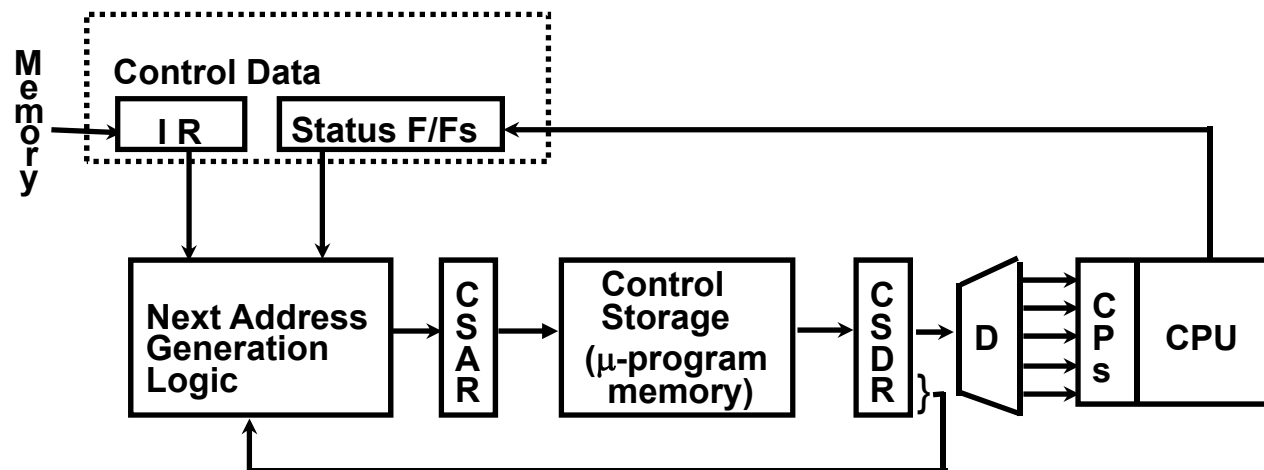 Memory
Control Data
I R
Status F/Fs
Next Address
Generation
Logic
CSAR
Control
Storage
(μ-program
memory)
CSDR
}
D
CPs
CPU